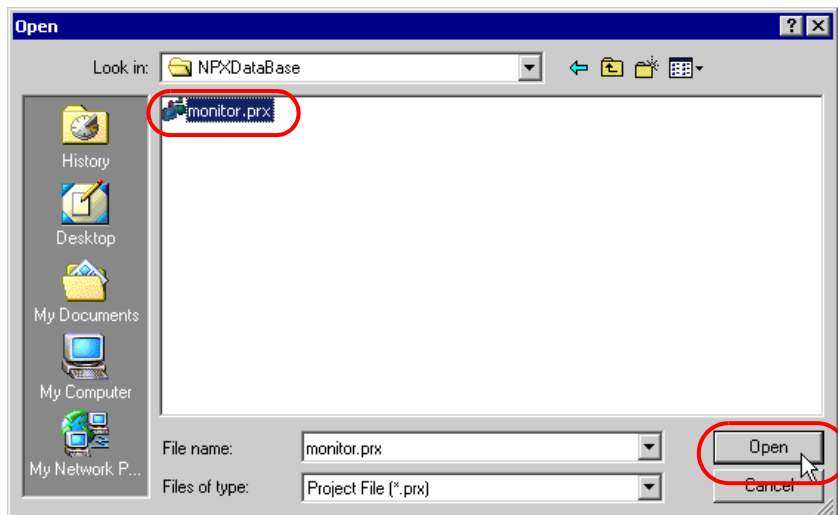 Open
Look in: NPXDataBase
monitor.prx
History
Desktop
My Documents
My Computer
My Network P...
File name: monitor.prx
Open
Files of type: Project File (*.prx)
Cancel